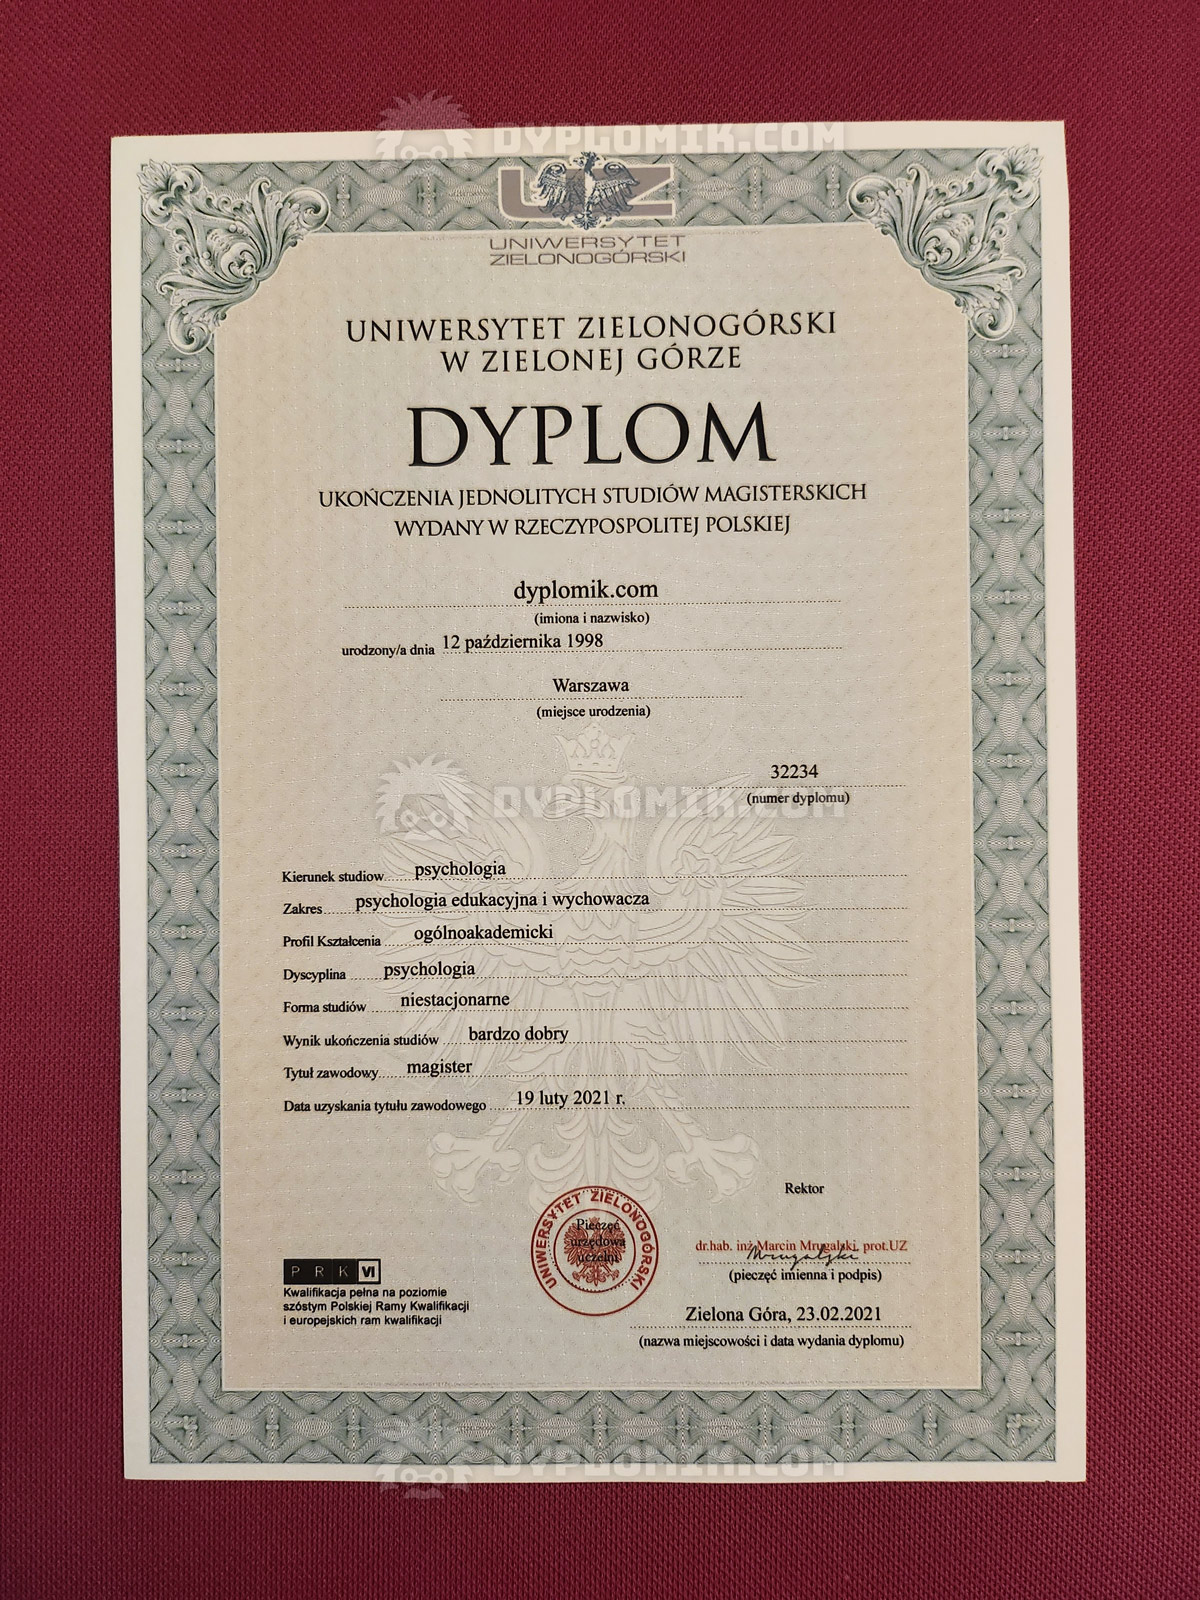 DYPLOMIK.COM
UZ
UNIWERSYTET
ZIELONOGÓRSKI
UNIWERSYTET ZIELONOGÓRSKI
W ZIELONEJ GÓRZE
DYPLOM
UKOŃCZENIA JEDNOLITYCH STUDIÓW MAGISTERSKICH
WYDANY W RZECZYPOSPOLITEJ POLSKIEJ
dyplomik.com
(imiona i nazwisko)
urodzony/a dnia 12 października 1998
Warszawa
(miejsce urodzenia)
32234
(numer dyplomu)
DYPLOMIK.COM
Kierunek studiow psychologia
Zakres psychologia edukacyjna i wychowacza
Profil Kształcenia ogólnoakademicki
Dyscyplina psychologia
Forma studiów niestacjonarne
Wynik ukończenia studiów bardzo dobry
Tytuł zawodowy magister
Data uzyskania tytułu zawodowego 19 luty 2021 r.
Rektor
UNIWERSYTET ZIELONOGÓRSKI
Pieczęć
urzędowa
uczelni
dr.hab. inż Marcin Mrugalski, prot.UZ
Mrugalski
(pieczęć imienna i podpis)
PRK VI
Kwalifikacja pełna na poziomie
szóstym Polskiej Ramy Kwalifikacji
i europejskich ram kwalifikacji
Zielona Góra, 23.02.2021
(nazwa miejscowości i data wydania dyplomu)
DYPLOMIK.COM